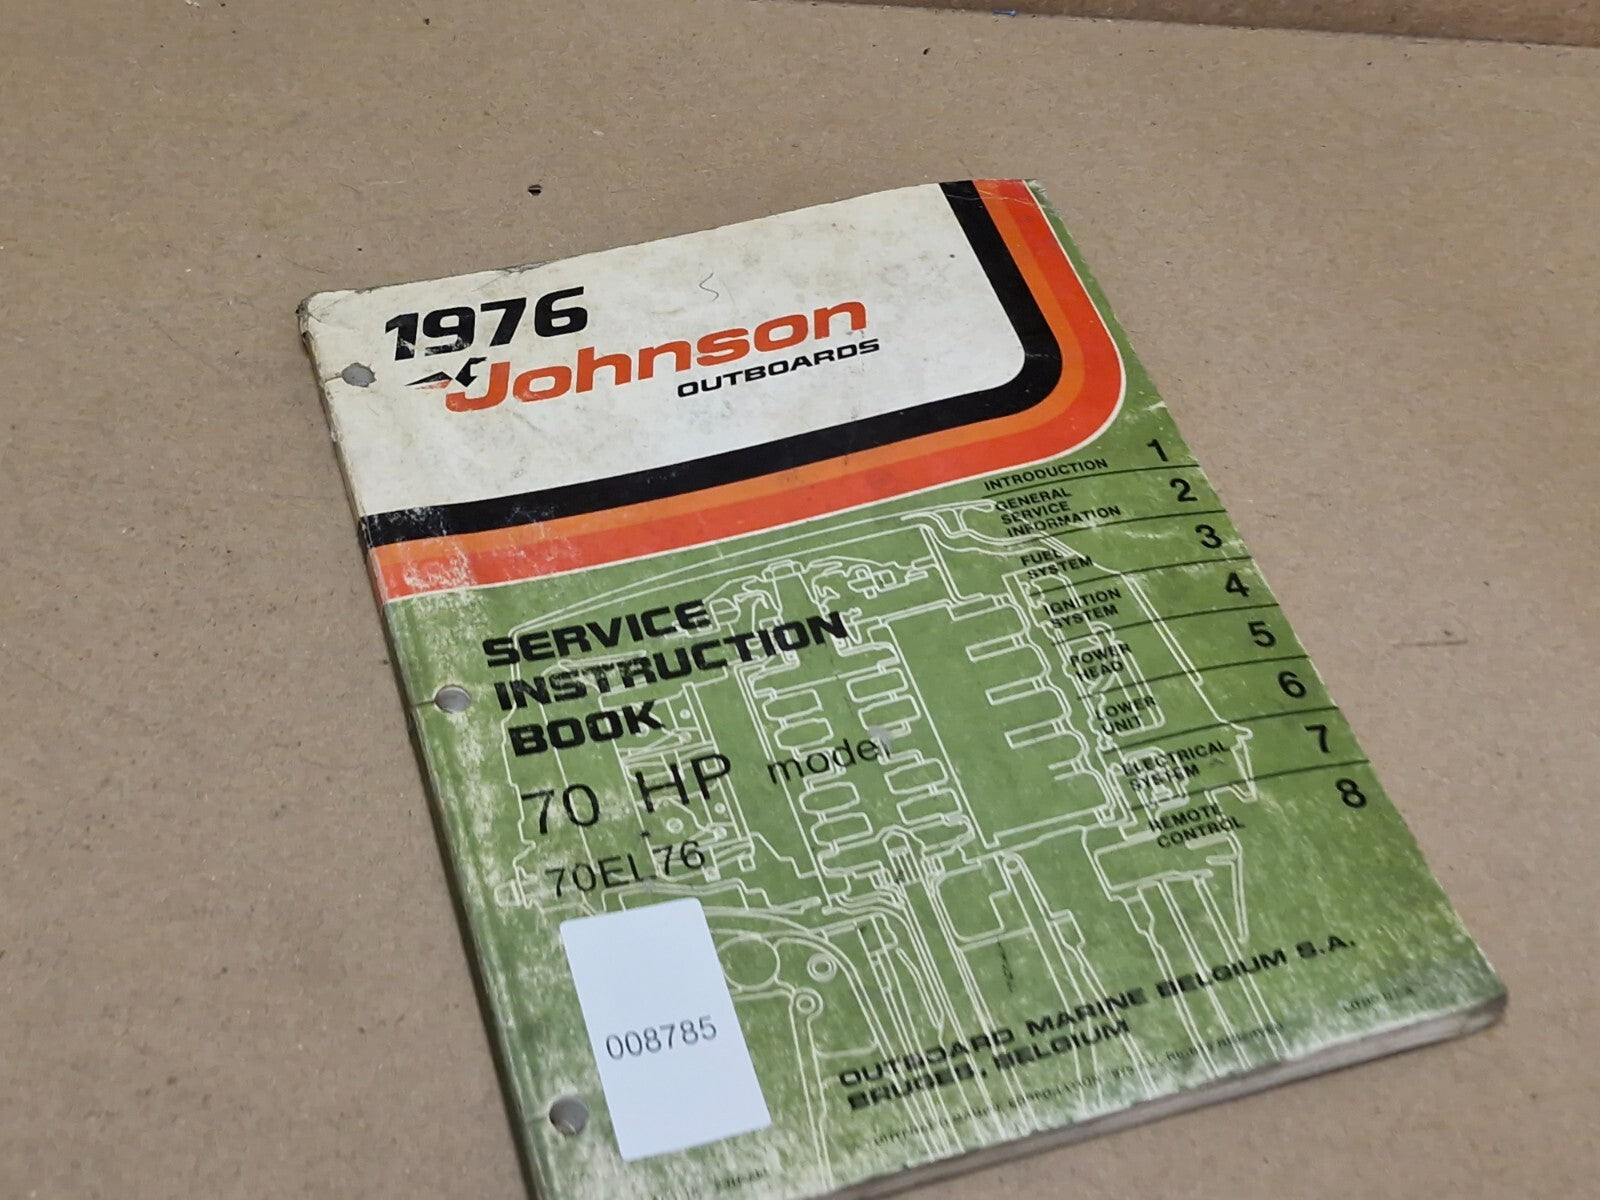 1976
Johnson
OUTBOARDS
INTRODUCTION 1
GENERAL
SERVICE
INFORMATION 2
FUEL
SYSTEM 3
IGNITION
SYSTEM 4
POWER
HEAD 5
LOWER
UNIT 6
ELECTRICAL
SYSTEM 7
REMOTE
CONTROL 8
SERVICE
INSTRUCTION
BOOK
70 HP model
70EL76
008785
OUTBOARD MARINE BELGIUM S.A.
BRUGES, BELGIUM